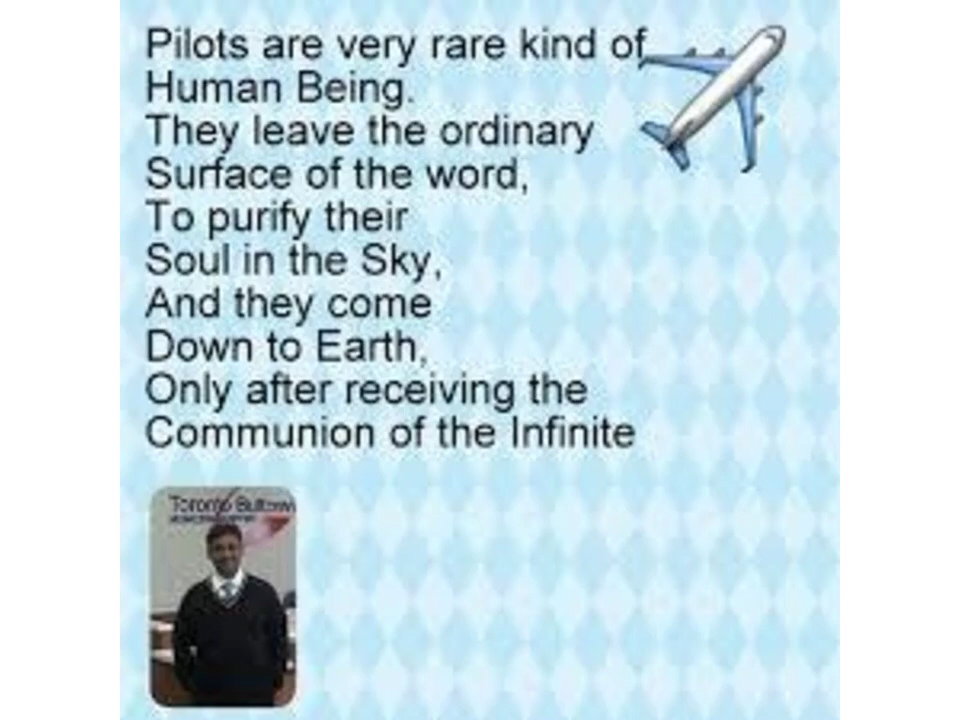 Pilots are very rare kind of
Human Being.
They leave the ordinary
Surface of the word,
To purify their
Soul in the Sky,
And they come
Down to Earth,
Only after receiving the
Communion of the Infinite
Toronto